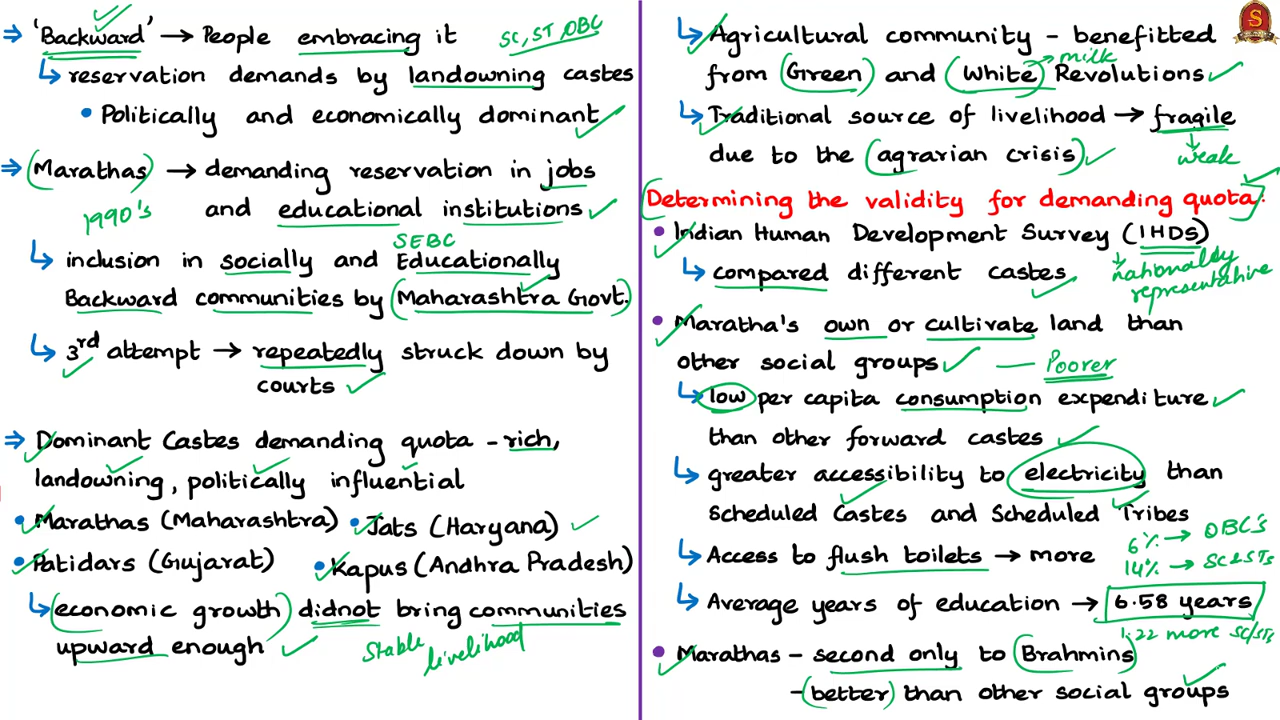 ⇒ 'Backward' → People embracing it SC, ST, OBC
↳ reservation demands by landowning castes
• Politically and economically dominant
⇒ Marathas → demanding reservation in jobs
1990's and educational institutions
SEBC
↳ inclusion in socially and Educationally
Backward communities by (Maharashtra Govt.)
↳ 3rd attempt → repeatedly struck down by
courts
⇒ Dominant Castes demanding quota - rich,
landowning, politically influential
• Marathas (Maharashtra) • Jats (Haryana)
• Patidars (Gujarat) • Kapus (Andhra Pradesh)
↳ economic growth didnot bring communities
upward enough Stable livelihood
↳ Agricultural community - benefitted
from (Green) and (White) Revolutions → milk
↳ Traditional source of livelihood → fragile
due to the (agrarian crisis) weak
Determining the validity for demanding quota:
• Indian Human Development Survey (IHDS)
↳ compared different castes nationally
representative
• Maratha's own or cultivate land than
other social groups — Poorer
↳ low per capita consumption expenditure
than other forward castes
↳ greater accessibility to electricity than
Scheduled Castes and Scheduled Tribes
6% → OBC's
↳ Access to flush toilets → more 14% → SC & STs
↳ Average years of education → 6.58 years
1.22 more SC/STs
• Marathas - second only to (Brahmins)
- (better) than other social groups
S